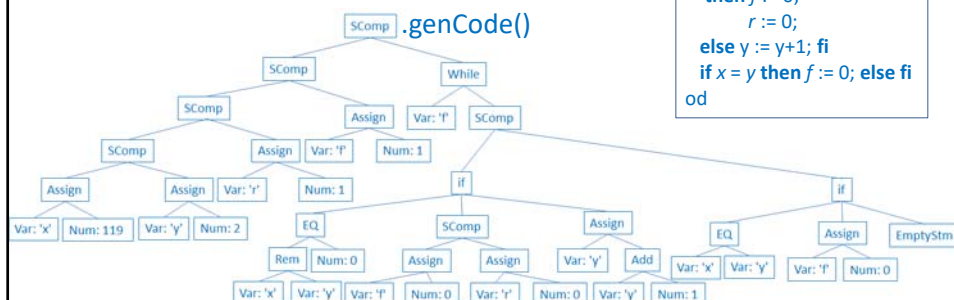 then f := 0;
r := 0;
else y := y+1; fi
if x = y then f := 0; else fi
od
SComp .genCode()
SComp While
SComp Assign Var: 'f' SComp
SComp Assign Var: 'f' Num: 1
Assign Assign Var: 'r' Num: 1 if if
Var: 'x' Num: 119 Var: 'y' Num: 2 EQ SComp Assign EQ Assign EmptyStm
Rem Num: 0 Assign Assign Var: 'y' Add Var: 'x' Var: 'y' Var: 'f' Num: 0
Var: 'x' Var: 'y' Var: 'f' Num: 0 Var: 'r' Num: 0 Var: 'y' Num: 1